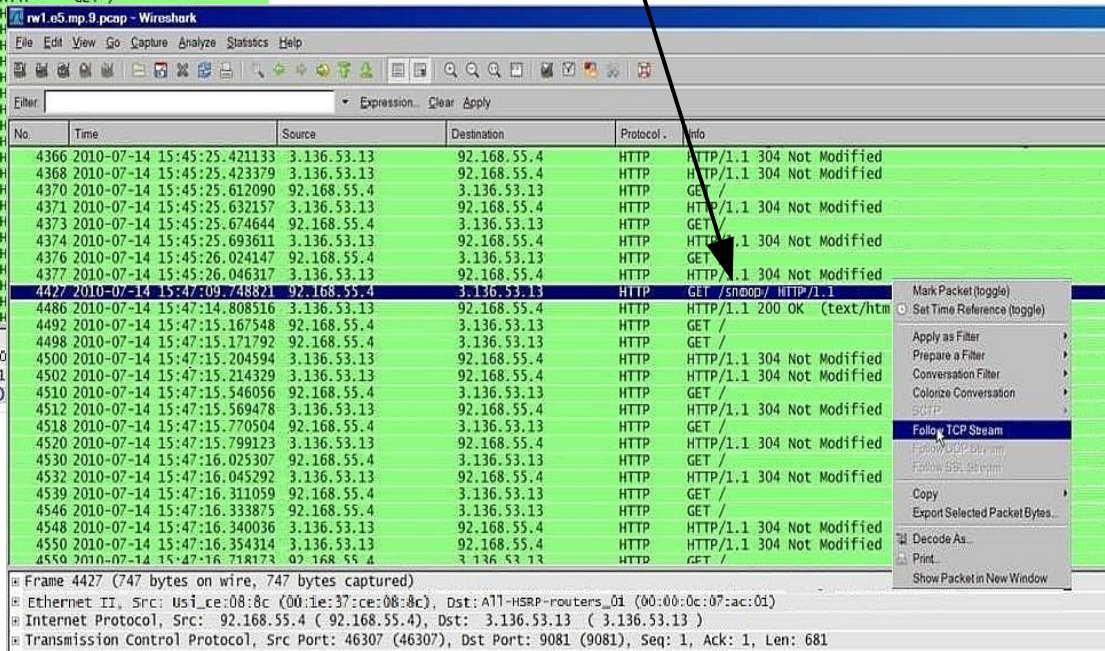 rw1.e5.mp.9.pcap - Wireshark
File Edit View Go Capture Analyze Statistics Help
Filter: Expression... Clear Apply
No. Time Source Destination Protocol . Info
4366 2010-07-14 15:45:25.421133 3.136.53.13 92.168.55.4 HTTP HTTP/1.1 304 Not Modified
4368 2010-07-14 15:45:25.423379 3.136.53.13 92.168.55.4 HTTP HTTP/1.1 304 Not Modified
4370 2010-07-14 15:45:25.612090 92.168.55.4 3.136.53.13 HTTP GET /
4371 2010-07-14 15:45:25.632157 3.136.53.13 92.168.55.4 HTTP HTTP/1.1 304 Not Modified
4373 2010-07-14 15:45:25.674644 92.168.55.4 3.136.53.13 HTTP GET /
4374 2010-07-14 15:45:25.693611 3.136.53.13 92.168.55.4 HTTP HTTP/1.1 304 Not Modified
4376 2010-07-14 15:45:26.024147 92.168.55.4 3.136.53.13 HTTP GET
4377 2010-07-14 15:45:26.046317 3.136.53.13 92.168.55.4 HTTP HTTP/1.1 304 Not Modified
4427 2010-07-14 15:47:09.748821 92.168.55.4 3.136.53.13 HTTP GET /snoop/ HTTP/1.1
4486 2010-07-14 15:47:14.808516 3.136.53.13 92.168.55.4 HTTP HTTP/1.1 200 OK (text/htm
4492 2010-07-14 15:47:15.167548 92.168.55.4 3.136.53.13 HTTP GET /
4498 2010-07-14 15:47:15.171792 92.168.55.4 3.136.53.13 HTTP GET /
4500 2010-07-14 15:47:15.204594 3.136.53.13 92.168.55.4 HTTP HTTP/1.1 304 Not Modified
4502 2010-07-14 15:47:15.214329 3.136.53.13 92.168.55.4 HTTP HTTP/1.1 304 Not Modified
4510 2010-07-14 15:47:15.546056 92.168.55.4 3.136.53.13 HTTP GET /
4512 2010-07-14 15:47:15.569478 3.136.53.13 92.168.55.4 HTTP HTTP/1.1 304 Not Modified
4518 2010-07-14 15:47:15.770504 92.168.55.4 3.136.53.13 HTTP GET /
4520 2010-07-14 15:47:15.799123 3.136.53.13 92.168.55.4 HTTP HTTP/1.1 304 Not Modified
4530 2010-07-14 15:47:16.025307 92.168.55.4 3.136.53.13 HTTP GET /
4532 2010-07-14 15:47:16.045292 3.136.53.13 92.168.55.4 HTTP HTTP/1.1 304 Not Modified
4539 2010-07-14 15:47:16.311059 92.168.55.4 3.136.53.13 HTTP GET /
4546 2010-07-14 15:47:16.333875 92.168.55.4 3.136.53.13 HTTP GET /
4548 2010-07-14 15:47:16.340036 3.136.53.13 92.168.55.4 HTTP HTTP/1.1 304 Not Modified
4550 2010-07-14 15:47:16.354314 3.136.53.13 92.168.55.4 HTTP HTTP/1.1 304 Not Modified
4559 2010-07-14 15:47:16.718173 92.168.55.4 3.136.53.13 HTTP GET /
Mark Packet (toggle)
Set Time Reference (toggle)
Apply as Filter
Prepare a Filter
Conversation Filter
Colorize Conversation
SCTP
Follow TCP Stream
Follow UDP Stream
Follow SSL Stream
Copy
Export Selected Packet Bytes...
Decode As...
Print...
Show Packet in New Window
Frame 4427 (747 bytes on wire, 747 bytes captured)
Ethernet II, Src: Usi_ce:08:8c (00:1e:37:ce:08:8c), Dst: All-HSRP-routers_01 (00:00:0c:07:ac:01)
Internet Protocol, Src: 92.168.55.4 ( 92.168.55.4), Dst: 3.136.53.13 ( 3.136.53.13 )
Transmission Control Protocol, Src Port: 46307 (46307), Dst Port: 9081 (9081), Seq: 1, Ack: 1, Len: 681